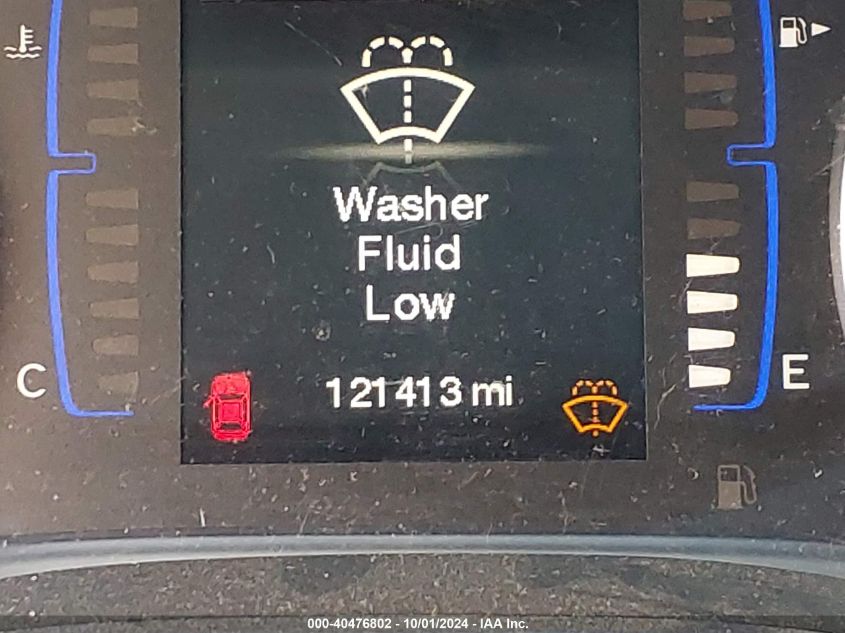 Washer
Fluid
Low
121413 mi
C
E
000-40476802 - 10/01/2024 - IAA Inc.